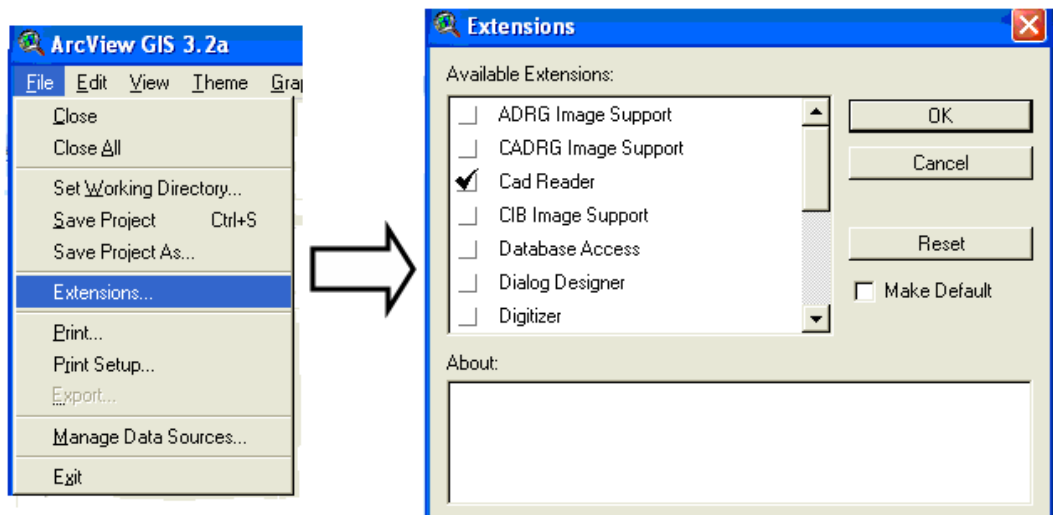 ArcView GIS 3.2a
File Edit View Theme Gra
Close
Close All
Set Working Directory...
Save Project Ctrl+S
Save Project As...
Extensions...
Print...
Print Setup...
Export...
Manage Data Sources...
Exit
Extensions
Available Extensions:
ADRG Image Support
CADRG Image Support
Cad Reader
CIB Image Support
Database Access
Dialog Designer
Digitizer
OK
Cancel
Reset
Make Default
About: